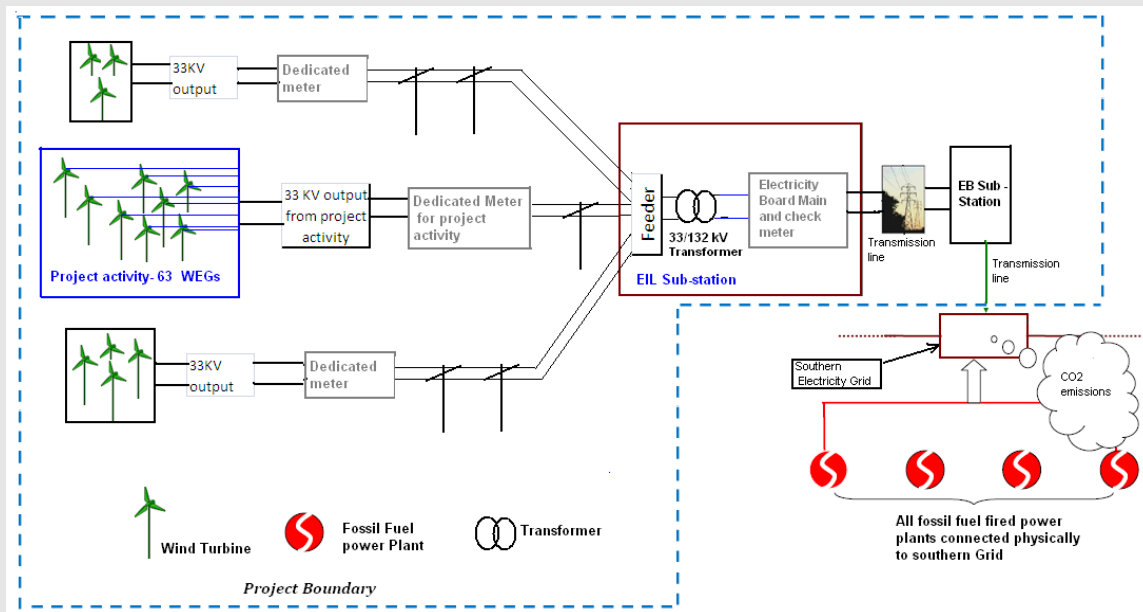 33KV
output
Dedicated
meter
33 KV output
from project
activity
Dedicated Meter
for project
activity
Project activity- 63 WEGs
33KV
output
Dedicated
meter
Feeder
33/132 kV
Transformer
Electricity
Board Main
and check
meter
EIL Sub-station
Transmission
line
EB Sub -
Station
Transmission
line
Southern
Electricity Grid
CO2
emissions
All fossil fuel fired power
plants connected physically
to southern Grid
Wind Turbine
Fossil Fuel
power Plant
Transformer
Project Boundary